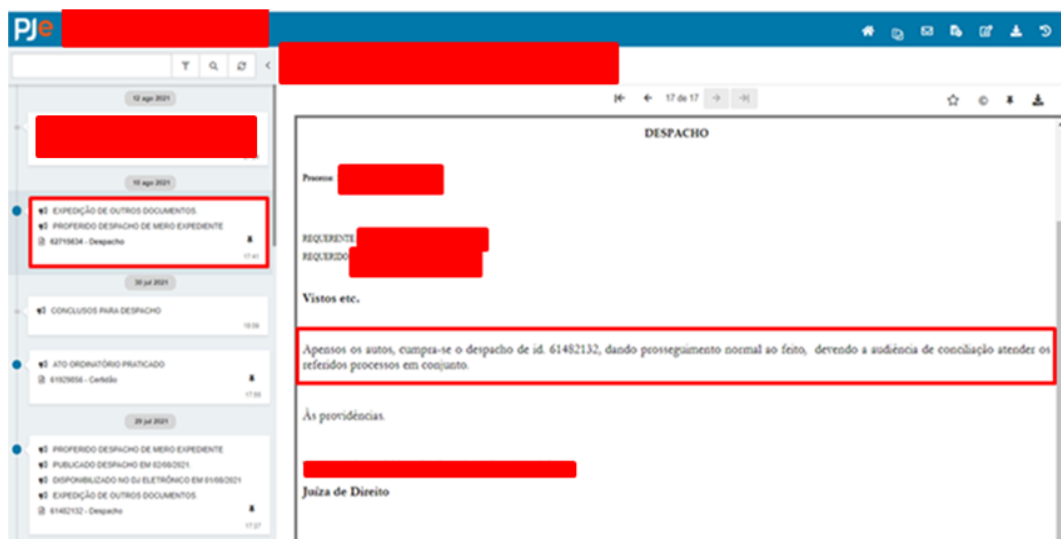 PJe
12 ago 2021
10 ago 2021
EXPEDIÇÃO DE OUTROS DOCUMENTOS.
PROFERIDO DESPACHO DE MERO EXPEDIENTE
62719834 - Despacho
17:41
30 jul 2021
CONCLUSOS PARA DESPACHO
ATO ORDINATÓRIO PRATICADO
61929056 - Certidão
29 jul 2021
PROFERIDO DESPACHO DE MERO EXPEDIENTE
PUBLICADO DESPACHO EM 02/08/2021.
DISPONIBILIZADO NO DJ ELETRÔNICO EM 01/08/2021
EXPEDIÇÃO DE OUTROS DOCUMENTOS.
61482132 - Despacho
17:27
17 de 17
DESPACHO
Processo:
REQUERENTE:
REQUERIDO
Vistos etc.
Apensos os autos, cumpra-se o despacho de id. 61482132, dando prosseguimento normal ao feito, devendo a audiência de conciliação atender os
referidos processos em conjunto.
Às providências.
Juíza de Direito